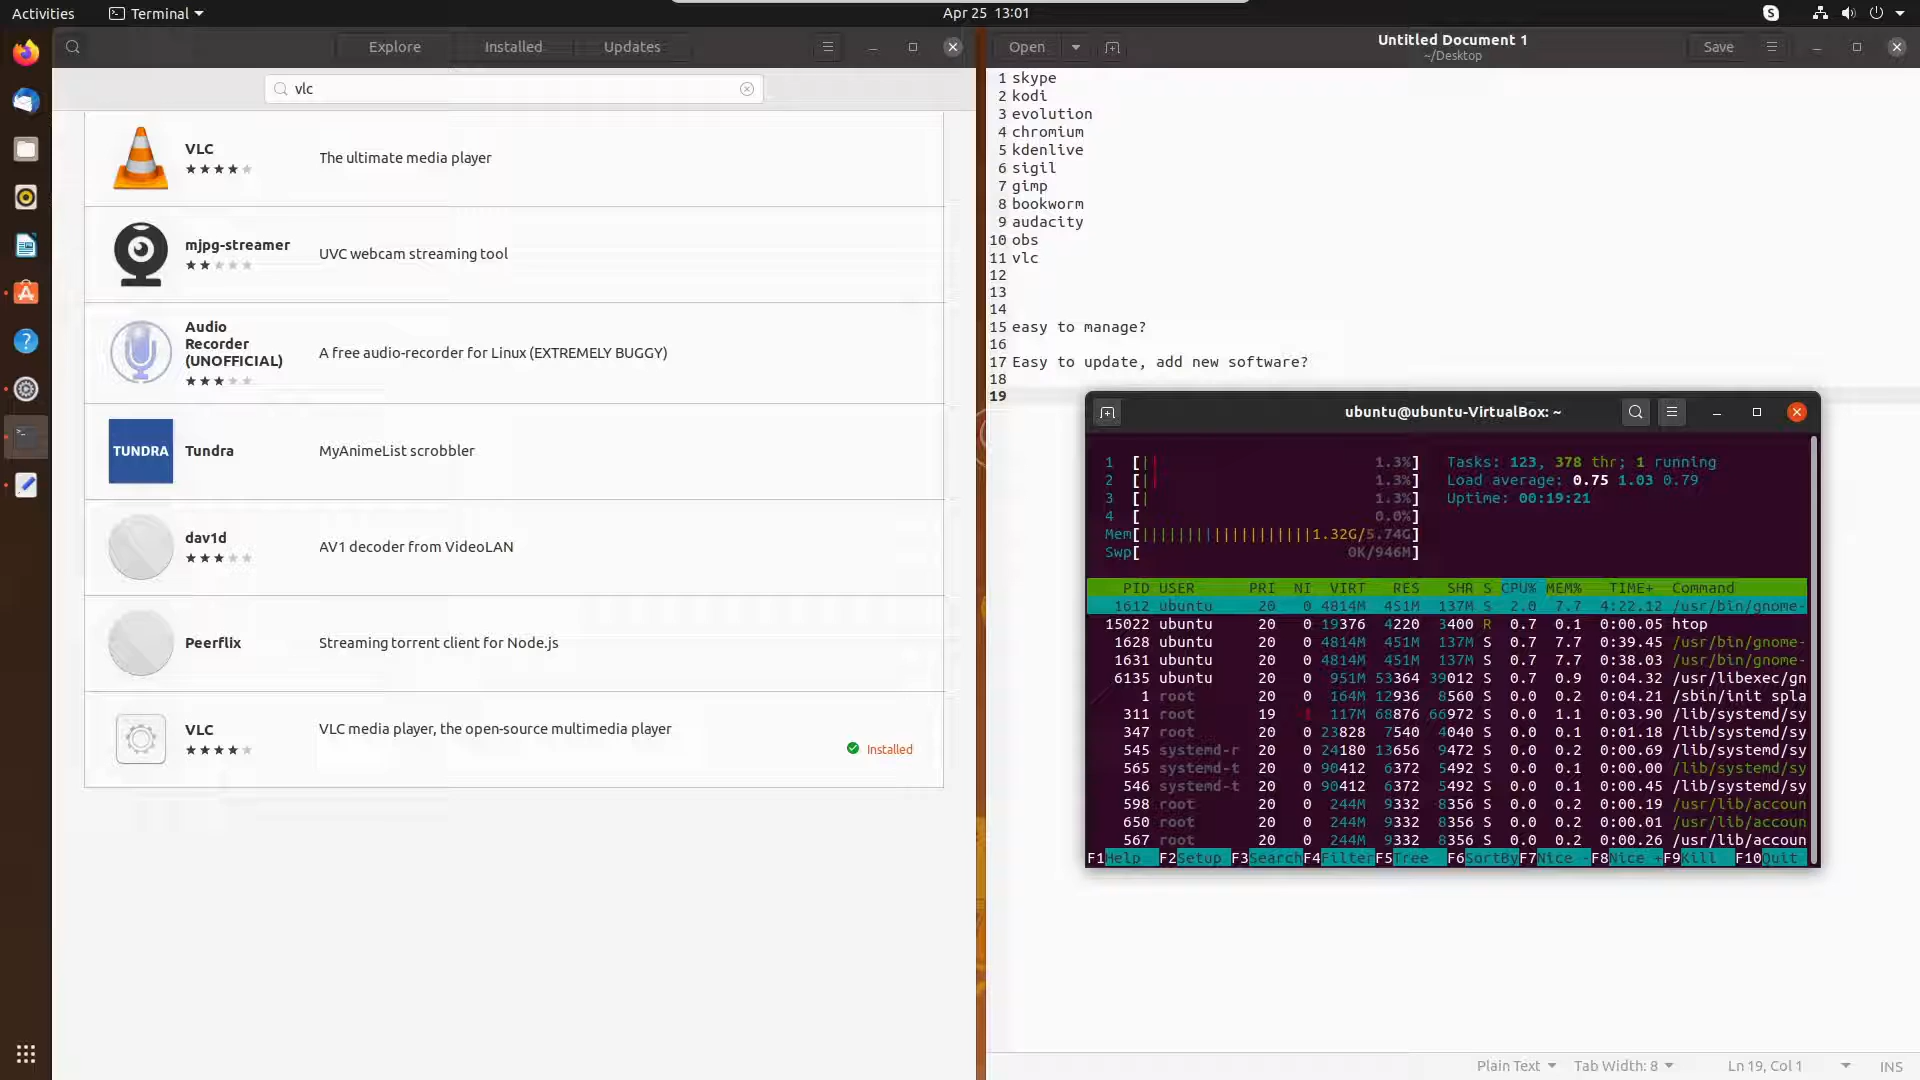 Activities
Terminal
Apr 25 13:01
Explore
Installed
Updates
vlc
VLC
The ultimate media player
mjpg-streamer
UVC webcam streaming tool
Audio
Recorder
(UNOFFICIAL)
A free audio-recorder for Linux (EXTREMELY BUGGY)
TUNDRA
Tundra
MyAnimeList scrobbler
dav1d
AV1 decoder from VideoLAN
Peerflix
Streaming torrent client for Node.js
VLC
VLC media player, the open-source multimedia player
Installed
Open
Untitled Document 1
~/Desktop
Save
1 skype
2 kodi
3 evolution
4 chromium
5 kdenlive
6 sigil
7 gimp
8 bookworm
9 audacity
10 obs
11 vlc
12
13
14
15 easy to manage?
16
17 Easy to update, add new software?
18
19
ubuntu@ubuntu-VirtualBox: ~
1 [|| 1.3%] Tasks: 123, 378 thr; 1 running
2 [|| 1.3%] Load average: 0.75 1.03 0.79
3 [| 1.3%] Uptime: 00:19:21
4 [ 0.0%]
Mem[|||||||||||||||||||1.32G/5.74G]
Swp[ 0K/946M]
PID USER PRI NI VIRT RES SHR S CPU% MEM% TIME+ Command
1612 ubuntu 20 0 4814M 451M 137M S 2.0 7.7 4:22.12 /usr/bin/gnome-
15022 ubuntu 20 0 19376 4220 3400 R 0.7 0.1 0:00.05 htop
1628 ubuntu 20 0 4814M 451M 137M S 0.7 7.7 0:39.45 /usr/bin/gnome-
1631 ubuntu 20 0 4814M 451M 137M S 0.7 7.7 0:38.03 /usr/bin/gnome-
6135 ubuntu 20 0 951M 53364 39012 S 0.7 0.9 0:04.32 /usr/libexec/gn
1 root 20 0 164M 12936 8560 S 0.0 0.2 0:04.21 /sbin/init spla
311 root 19 117M 68876 66972 S 0.0 1.1 0:03.90 /lib/systemd/sy
347 root 20 0 23828 7540 4040 S 0.0 0.1 0:01.18 /lib/systemd/sy
545 systemd-r 20 0 24180 13656 9472 S 0.0 0.2 0:00.69 /lib/systemd/sy
565 systemd-t 20 0 90412 6372 5492 S 0.0 0.1 0:00.00 /lib/systemd/sy
546 systemd-t 20 0 90412 6372 5492 S 0.0 0.1 0:00.45 /lib/systemd/sy
598 root 20 0 244M 9332 8356 S 0.0 0.2 0:00.19 /usr/lib/accoun
650 root 20 0 244M 9332 8356 S 0.0 0.2 0:00.01 /usr/lib/accoun
567 root 20 0 244M 9332 8356 S 0.0 0.2 0:00.26 /usr/lib/accoun
F1Help F2Setup F3SearchF4FilterF5Tree F6SortByF7Nice -F8Nice +F9Kill F10Quit
Plain Text
Tab Width: 8
Ln 19, Col 1
INS